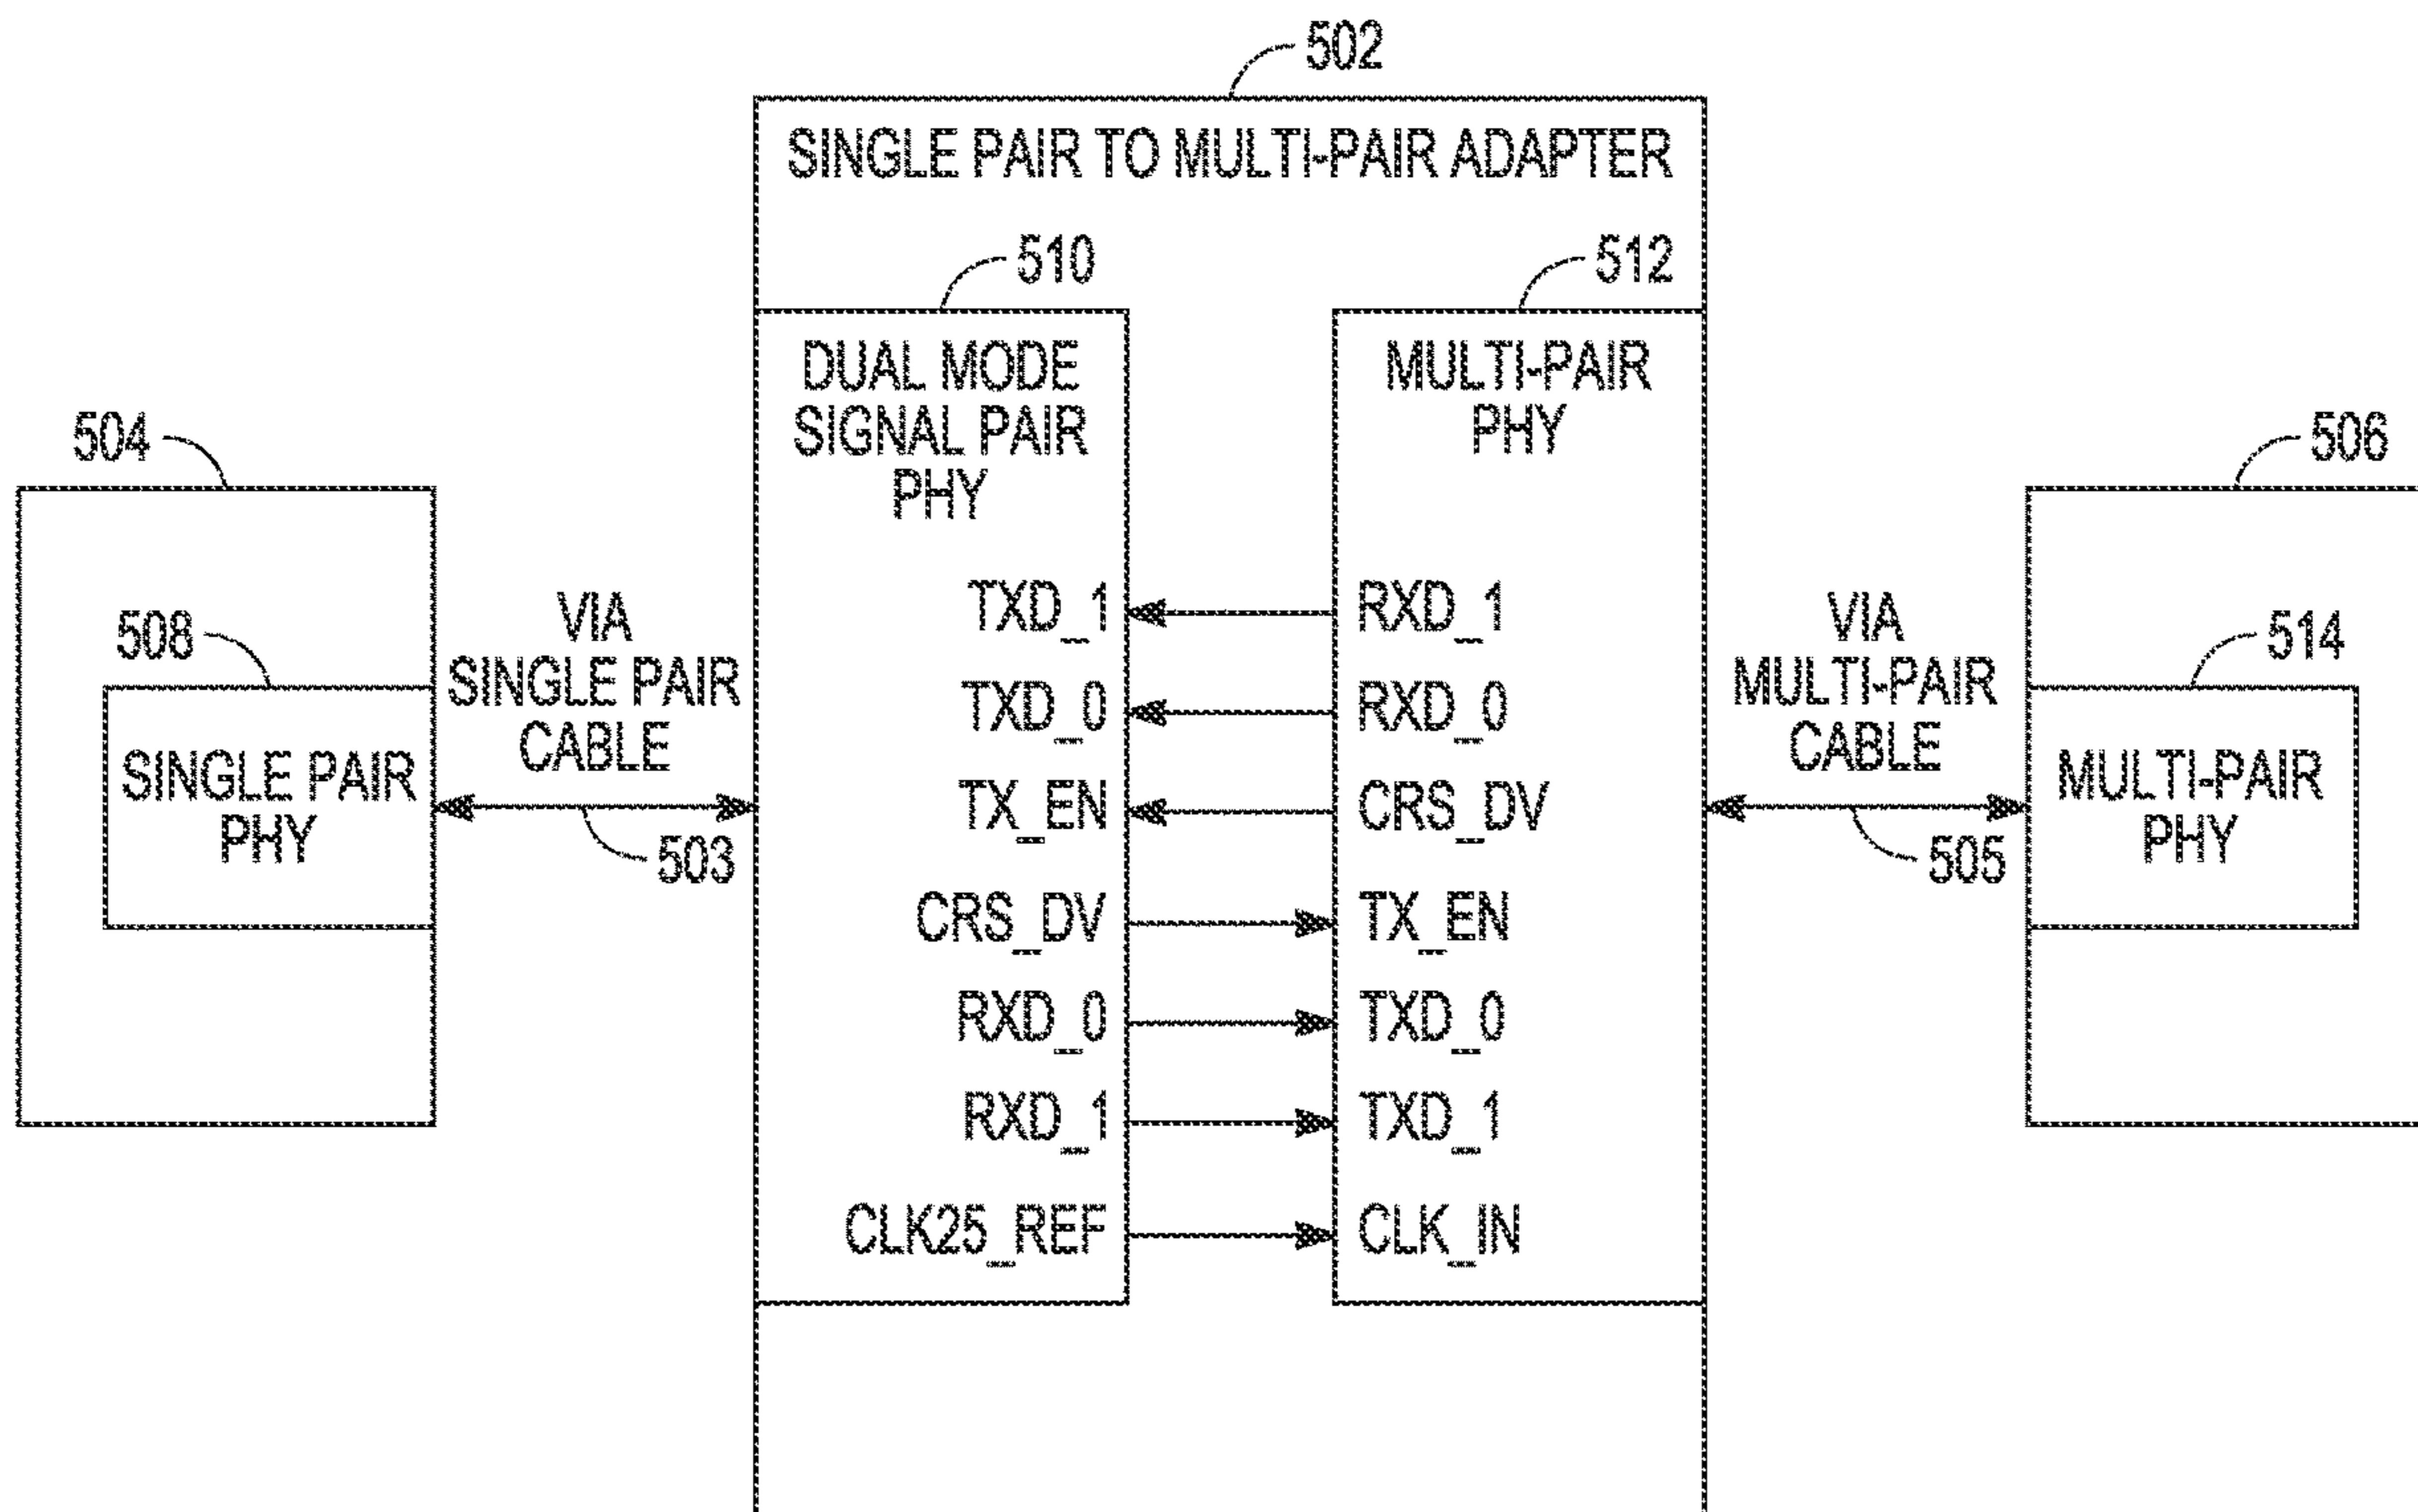 502
SINGLE PAIR TO MULTI-PAIR ADAPTER
510
512
DUAL MODE
SIGNAL PAIR
PHY
MULTI-PAIR
PHY
504
506
508
VIA
SINGLE PAIR
CABLE
SINGLE PAIR
PHY
503
TXD_1
RXD_1
TXD_0
RXD_0
TX_EN
CRS_DV
CRS_DV
TX_EN
RXD_0
TXD_0
RXD_1
TXD_1
CLK25_REF
CLK_IN
VIA
MULTI-PAIR
CABLE
505
514
MULTI-PAIR
PHY